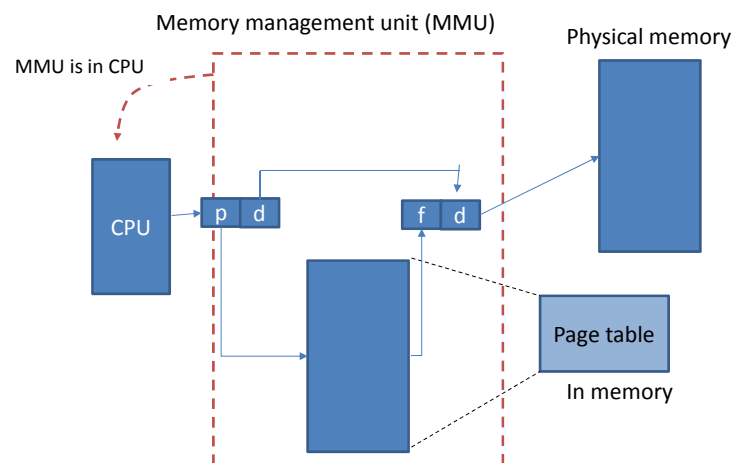 Memory management unit (MMU)
Physical memory
MMU is in CPU
CPU
p d
f d
Page table
In memory